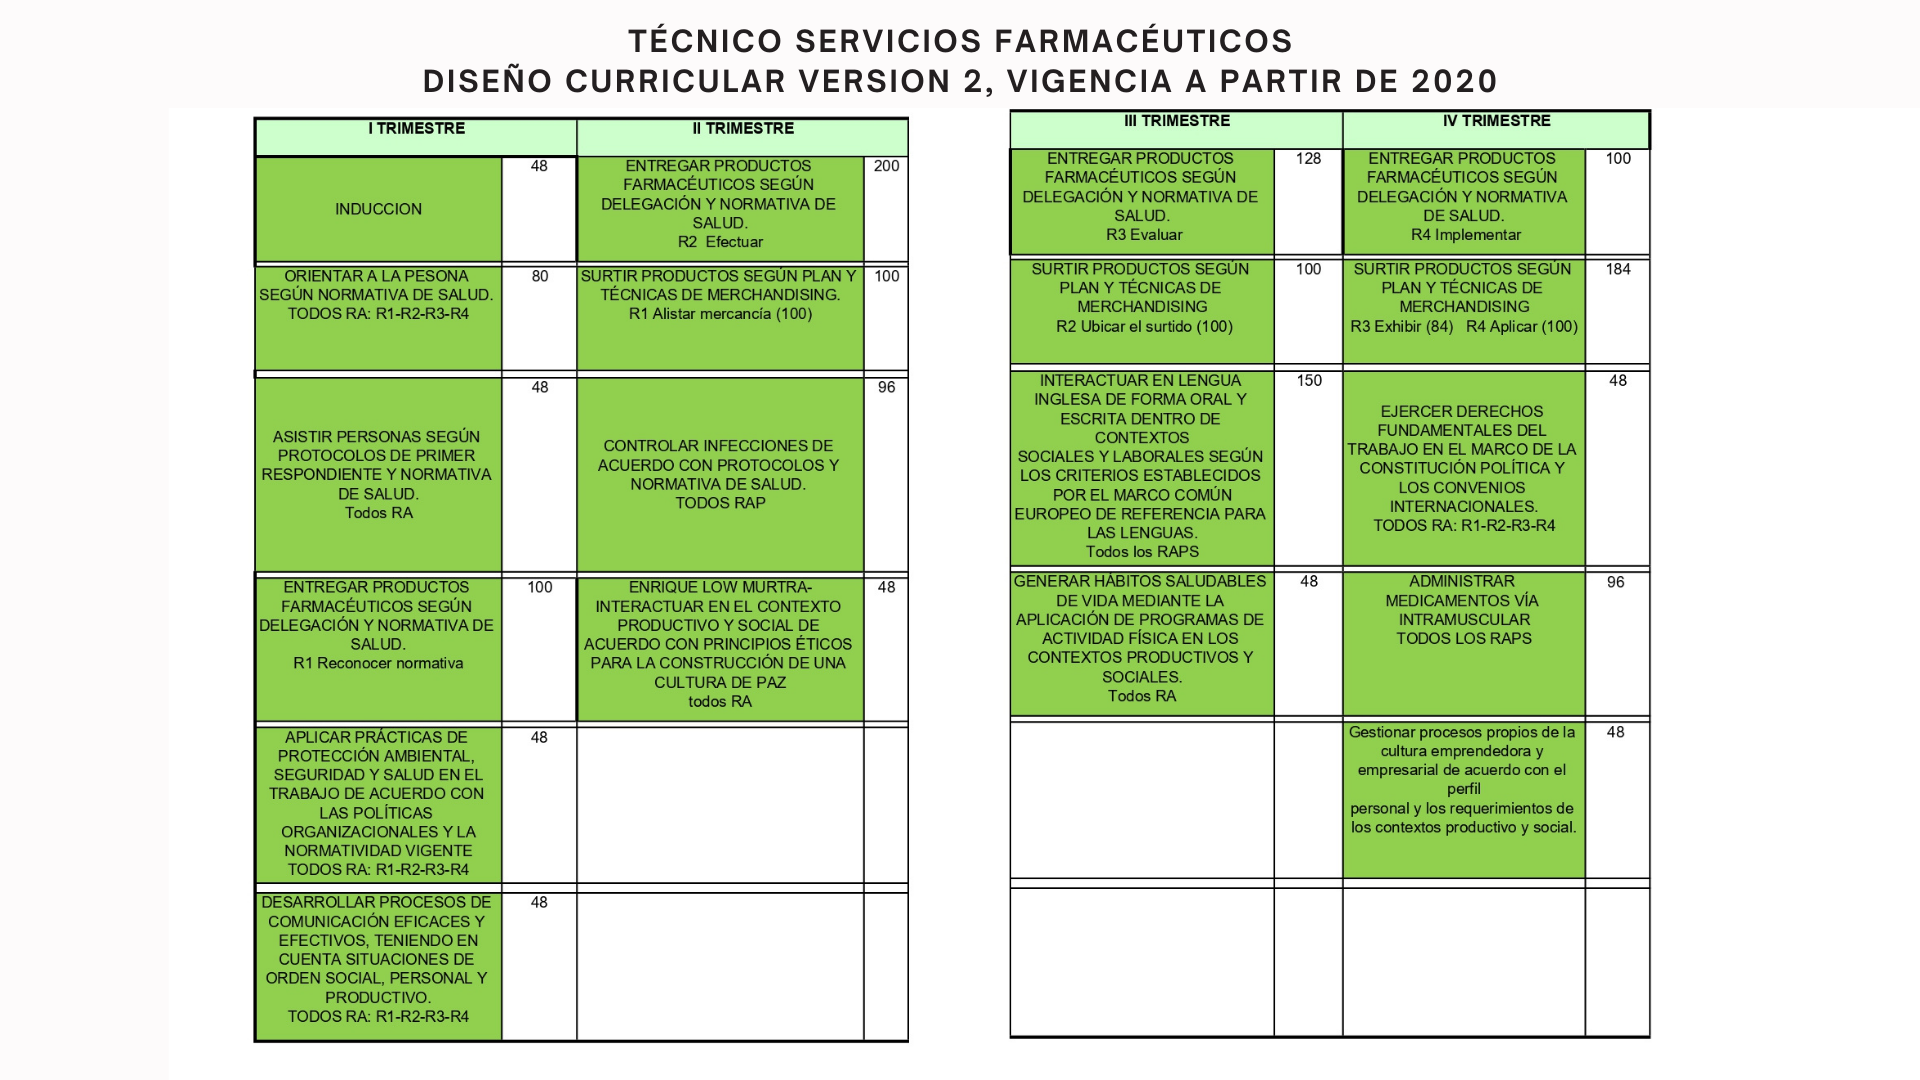 TÉCNICO SERVICIOS FARMACÉUTICOS
DISEÑO CURRICULAR VERSION 2, VIGENCIA A PARTIR DE 2020
I TRIMESTRE
II TRIMESTRE
INDUCCION
48
ENTREGAR PRODUCTOS
FARMACÉUTICOS SEGÚN
DELEGACIÓN Y NORMATIVA DE
SALUD.
R2 Efectuar
200
ORIENTAR A LA PESONA
SEGÚN NORMATIVA DE SALUD.
TODOS RA: R1-R2-R3-R4
80
SURTIR PRODUCTOS SEGÚN PLAN Y
TÉCNICAS DE MERCHANDISING.
R1 Alistar mercancía (100)
100
ASISTIR PERSONAS SEGÚN
PROTOCOLOS DE PRIMER
RESPONDIENTE Y NORMATIVA
DE SALUD.
Todos RA
48
CONTROLAR INFECCIONES DE
ACUERDO CON PROTOCOLOS Y
NORMATIVA DE SALUD.
TODOS RAP
96
ENTREGAR PRODUCTOS
FARMACÉUTICOS SEGÚN
DELEGACIÓN Y NORMATIVA DE
SALUD.
R1 Reconocer normativa
100
ENRIQUE LOW MURTRA-
INTERACTUAR EN EL CONTEXTO
PRODUCTIVO Y SOCIAL DE
ACUERDO CON PRINCIPIOS ÉTICOS
PARA LA CONSTRUCCIÓN DE UNA
CULTURA DE PAZ
todos RA
48
APLICAR PRÁCTICAS DE
PROTECCIÓN AMBIENTAL,
SEGURIDAD Y SALUD EN EL
TRABAJO DE ACUERDO CON
LAS POLÍTICAS
ORGANIZACIONALES Y LA
NORMATIVIDAD VIGENTE
TODOS RA: R1-R2-R3-R4
48
DESARROLLAR PROCESOS DE
COMUNICACIÓN EFICACES Y
EFECTIVOS, TENIENDO EN
CUENTA SITUACIONES DE
ORDEN SOCIAL, PERSONAL Y
PRODUCTIVO.
TODOS RA: R1-R2-R3-R4
48
III TRIMESTRE
IV TRIMESTRE
ENTREGAR PRODUCTOS
FARMACÉUTICOS SEGÚN
DELEGACIÓN Y NORMATIVA DE
SALUD.
R3 Evaluar
128
ENTREGAR PRODUCTOS
FARMACÉUTICOS SEGÚN
DELEGACIÓN Y NORMATIVA
DE SALUD.
R4 Implementar
100
SURTIR PRODUCTOS SEGÚN
PLAN Y TÉCNICAS DE
MERCHANDISING
R2 Ubicar el surtido (100)
100
SURTIR PRODUCTOS SEGÚN
PLAN Y TÉCNICAS DE
MERCHANDISING
R3 Exhibir (84) R4 Aplicar (100)
184
INTERACTUAR EN LENGUA
INGLESA DE FORMA ORAL Y
ESCRITA DENTRO DE
CONTEXTOS
SOCIALES Y LABORALES SEGÚN
LOS CRITERIOS ESTABLECIDOS
POR EL MARCO COMÚN
EUROPEO DE REFERENCIA PARA
LAS LENGUAS.
Todos los RAPS
150
EJERCER DERECHOS
FUNDAMENTALES DEL
TRABAJO EN EL MARCO DE LA
CONSTITUCIÓN POLÍTICA Y
LOS CONVENIOS
INTERNACIONALES.
TODOS RA: R1-R2-R3-R4
48
GENERAR HÁBITOS SALUDABLES
DE VIDA MEDIANTE LA
APLICACIÓN DE PROGRAMAS DE
ACTIVIDAD FÍSICA EN LOS
CONTEXTOS PRODUCTIVOS Y
SOCIALES.
Todos RA
48
ADMINISTRAR
MEDICAMENTOS VÍA
INTRAMUSCULAR
TODOS LOS RAPS
96
Gestionar procesos propios de la
cultura emprendedora y
empresarial de acuerdo con el
perfil
personal y los requerimientos de
los contextos productivo y social.
48